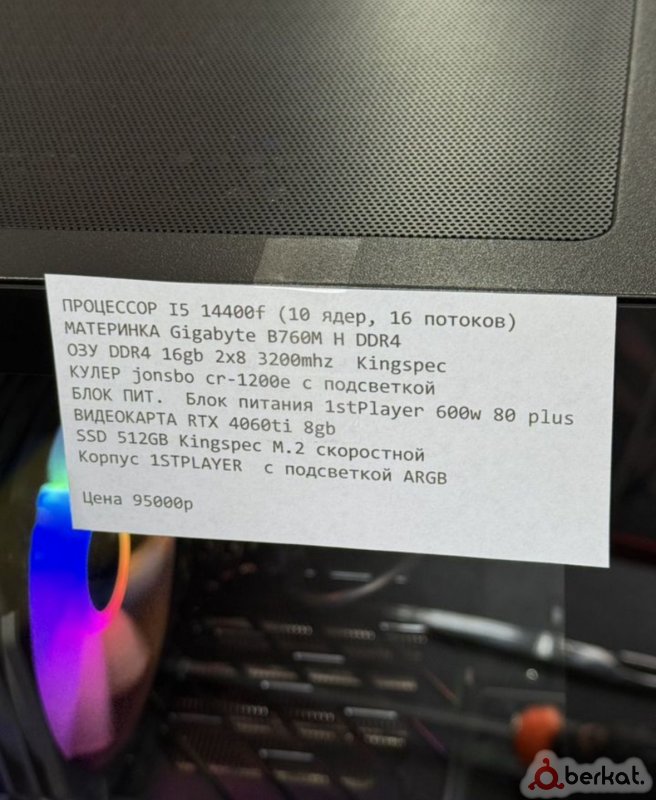 ПРОЦЕССОР I5 14400f (10 ядер, 16 потоков)
МАТЕРИНКА Gigabyte B760M H DDR4
ОЗУ DDR4 16gb 2x8 3200mhz  Kingspec
КУЛЕР jonsbo cr-1200e с подсветкой
БЛОК ПИТ.  Блок питания 1stPlayer 600w 80 plus
ВИДЕОКАРТА RTX 4060ti 8gb
SSD 512GB Kingspec M.2 скоростной
Корпус 1STPLAYER  с подсветкой ARGB
Цена 95000р
berkat.